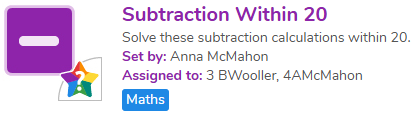 Subtraction Within 20
Solve these subtraction calculations within 20.
Set by: Anna McMahon
Assigned to: 3 BWooller, 4AMcMahon
Maths
?